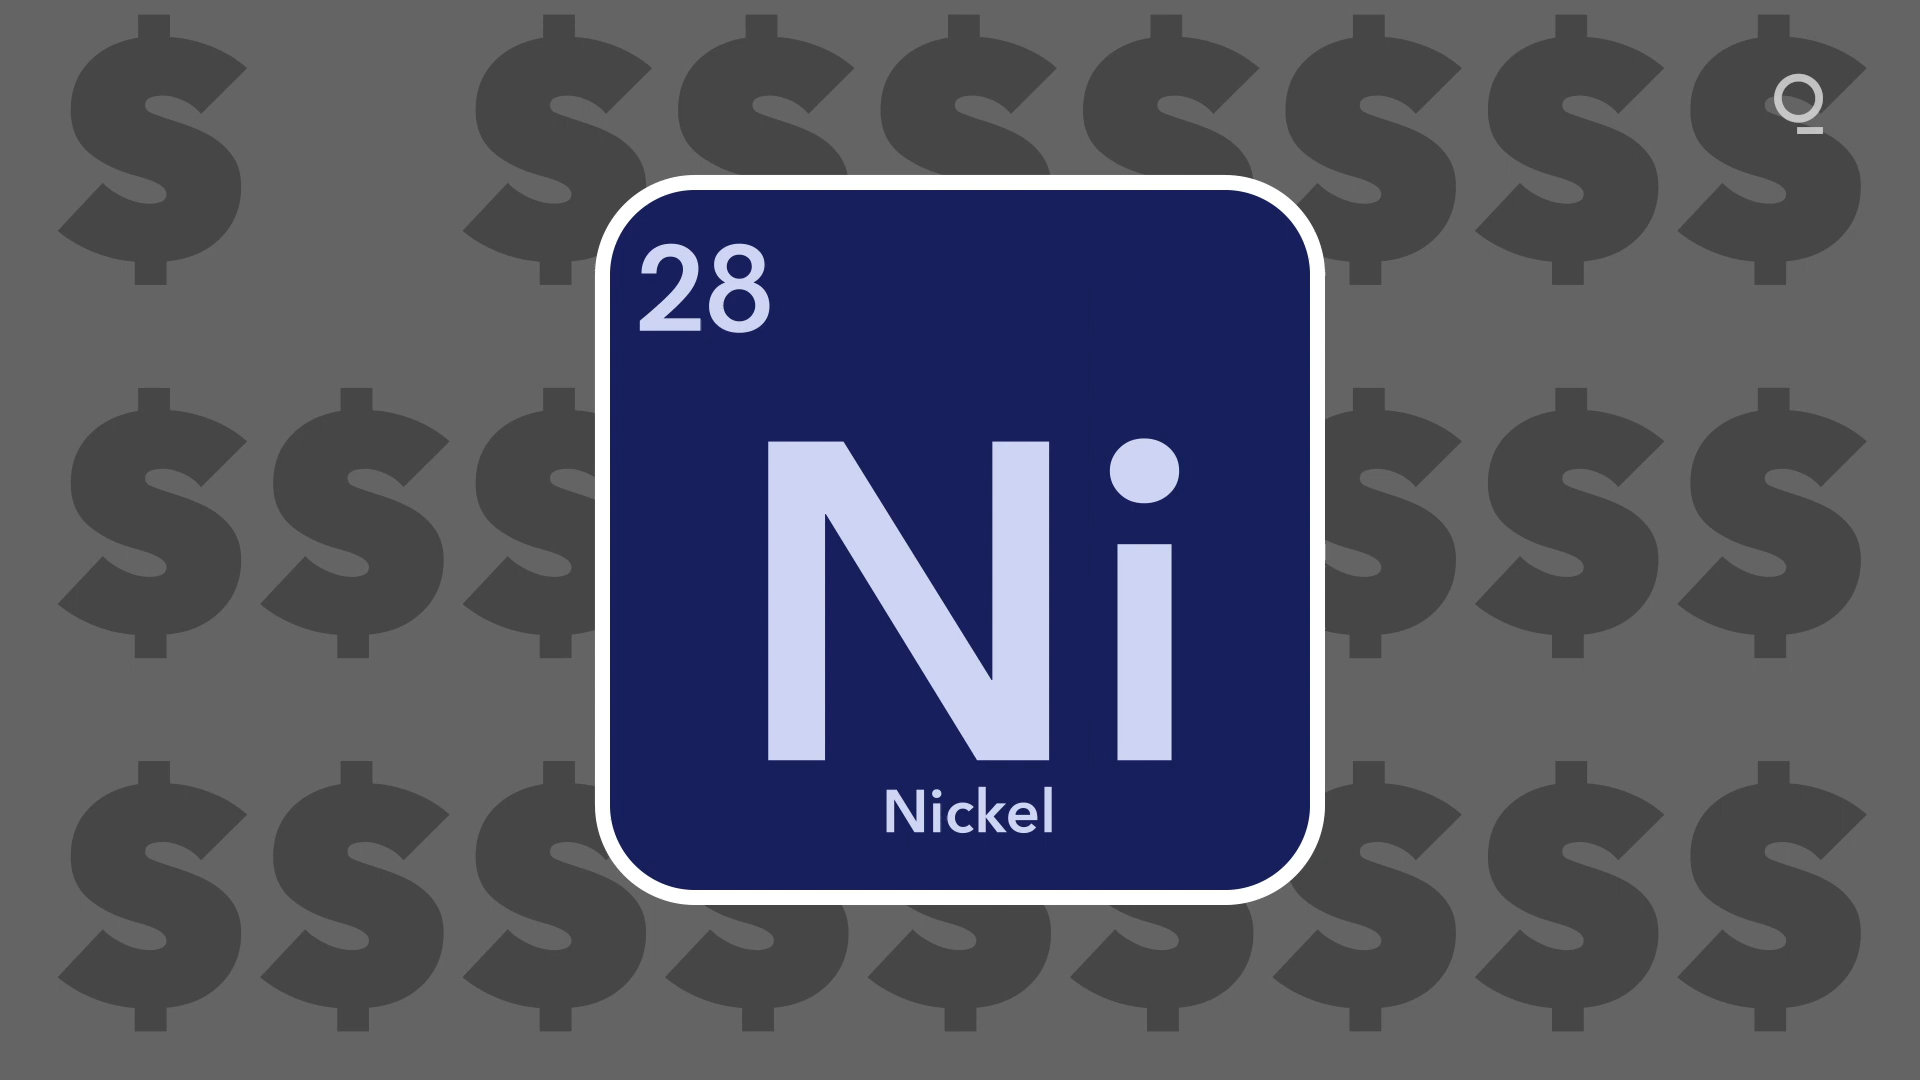 $ $ $ $ $ $ $ $
Q
28
$ $ $ $ $ $
Ni
Nickel
$ $ $ $ $ $ $ $ $